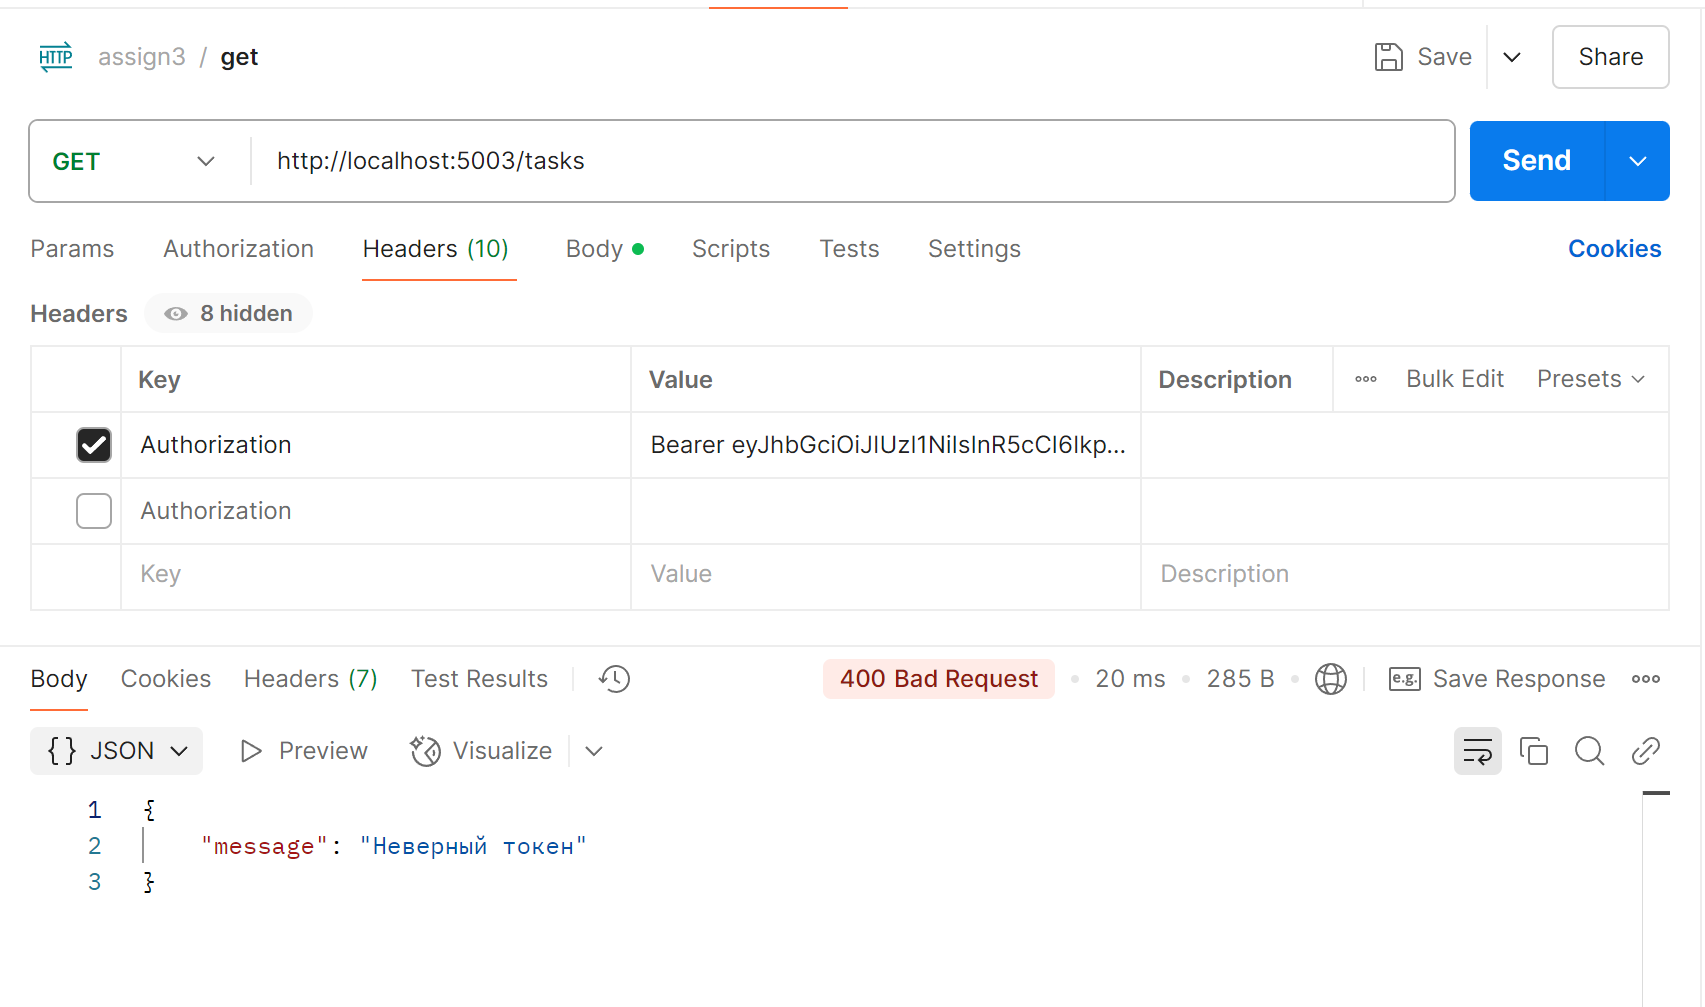 HTTP assign3 / get Save Share
GET http://localhost:5003/tasks Send
Params Authorization Headers (10) Body Scripts Tests Settings Cookies
Headers 8 hidden
Key Value Description Bulk Edit Presets
Authorization Bearer eyJhbGciOiJIUzI1NiIsInR5cCI6Ikp...
Authorization
Key Value Description
Body Cookies Headers (7) Test Results 400 Bad Request 20 ms 285 B e.g. Save Response
{} JSON Preview Visualize
1 {
2 "message": "Неверный токен"
3 }